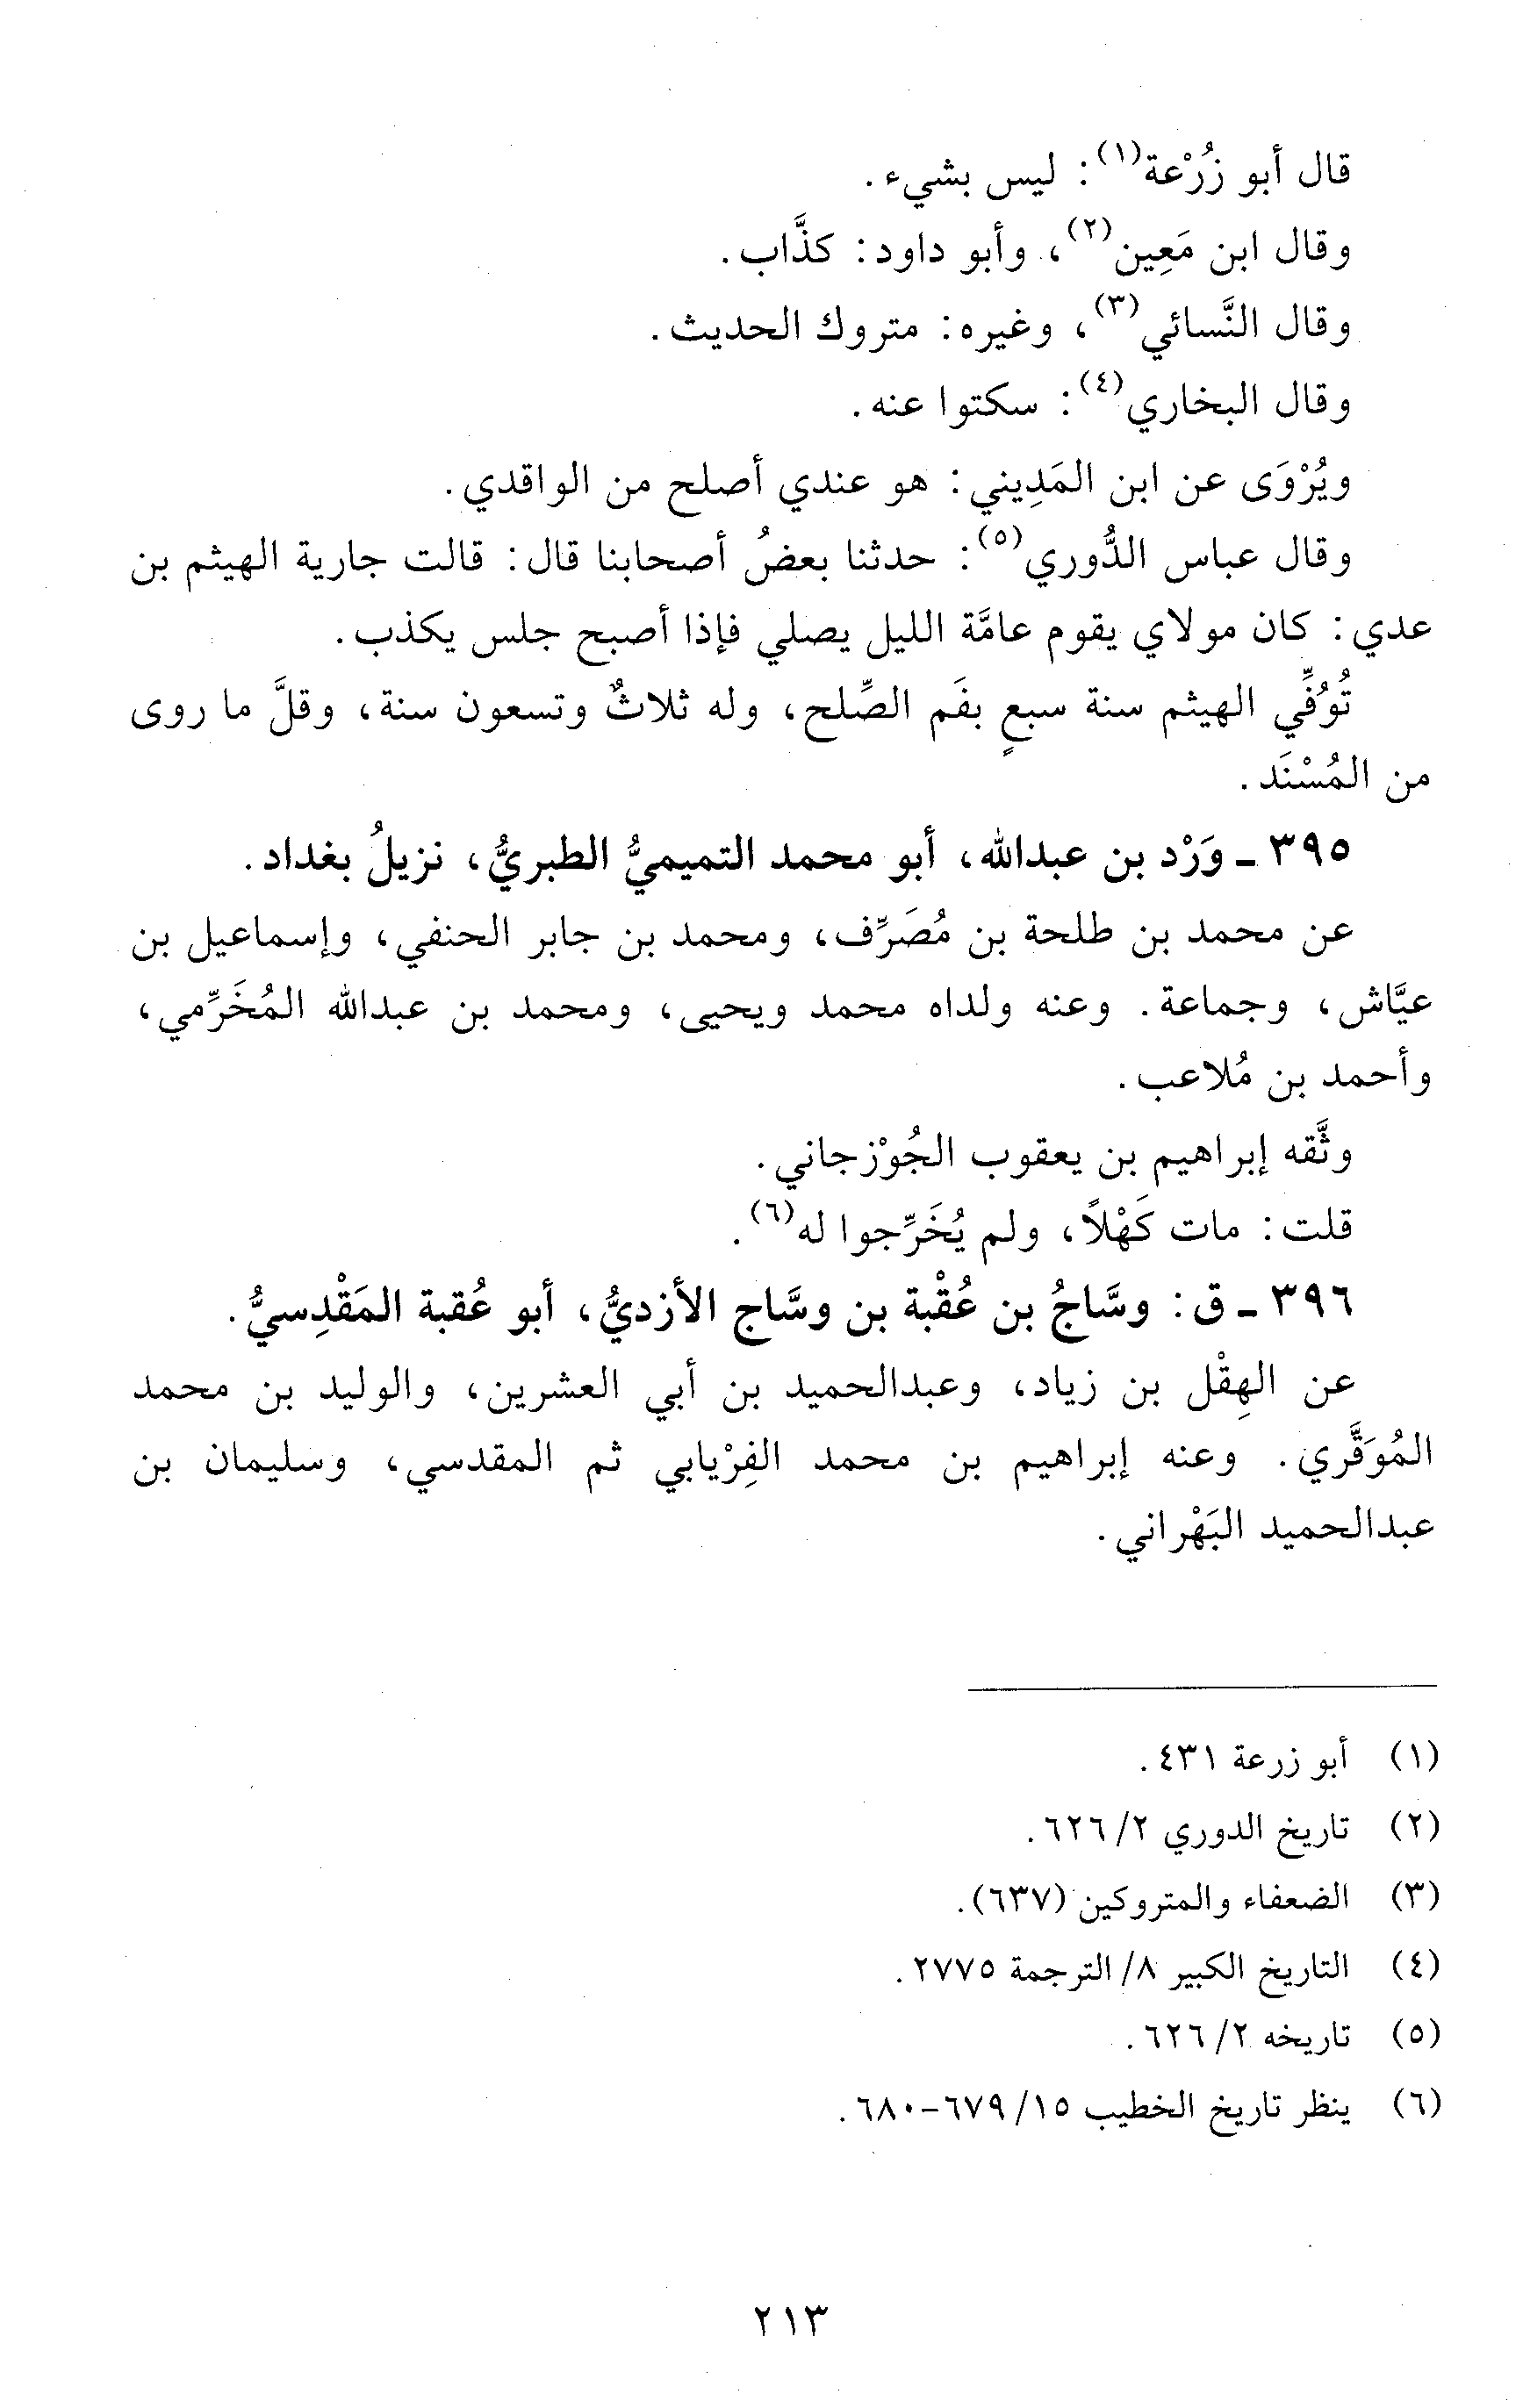 قال أبو زُرْعة(١): ليس بشيء.
وقال ابن مَعِين(٢)، وأبو داود: كذَّاب.
وقال النَّسائي(٣)، وغيره: متروك الحديث.
وقال البخاري(٤): سكتوا عنه.
ويُرْوَى عن ابن المَدِيني: هو عندي أصلح من الواقدي.
وقال عباس الدُّوري(٥): حدثنا بعضُ أصحابنا قال: قالت جارية الهيثم بن
عدي: كان مولاي يقوم عامَّة الليل يصلي فإذا أصبح جلس يكذب.
تُوُفِّي الهيثم سنة سبعٍ بفَم الصِّلح، وله ثلاثٌ وتسعون سنة، وقلَّ ما روى
من المُسْنَد.
٣٩٥ ـ وَرْد بن عبدالله، أبو محمد التميميُّ الطبريُّ، نزيلُ بغداد.
عن محمد بن طلحة بن مُصَرِّف، ومحمد بن جابر الحنفي، وإسماعيل بن
عيَّاش، وجماعة. وعنه ولداه محمد ويحيى، ومحمد بن عبدالله المُخَرِّمي،
وأحمد بن مُلاعب.
وثَّقه إبراهيم بن يعقوب الجُوْزجاني.
قلت: مات كَهْلاً، ولم يُخَرِّجوا له(٦).
٣٩٦ ـ ق: وسَّاجُ بن عُقْبة بن وسَّاج الأزديُّ، أبو عُقبة المَقْدِسيُّ.
عن الهِقْل بن زياد، وعبدالحميد بن أبي العشرين، والوليد بن محمد
المُوَقَّري. وعنه إبراهيم بن محمد الفِرْيابي ثم المقدسي، وسليمان بن
عبدالحميد البَهْراني.
(١) أبو زرعة ٤٣١.
(٢) تاريخ الدوري ٢/ ٦٢٦.
(٣) الضعفاء والمتروكين (٦٣٧).
(٤) التاريخ الكبير ٨/ الترجمة ٢٧٧٥.
(٥) تاريخه ٢/ ٦٢٦.
(٦) ينظر تاريخ الخطيب ١٥/ ٦٧٩-٦٨٠.
٢١٣